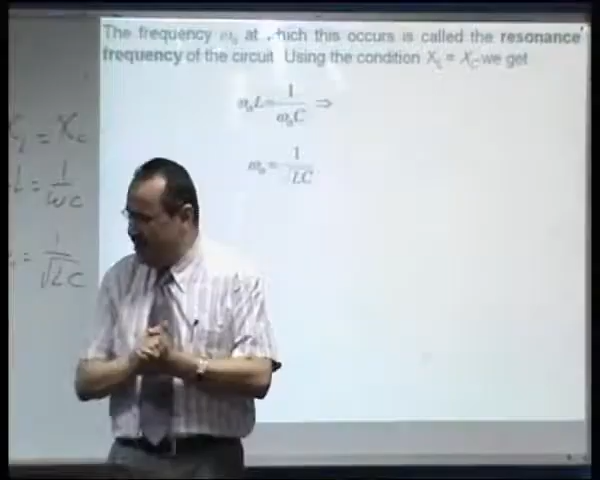 The frequency ω₀ at which this occurs is called the resonance
frequency of the circuit Using the condition X_L = X_C we get
ω₀L = 1/(ω₀C) ⇒
ω₀ = 1/√LC
X_L = X_C
L = 1/ωC
= 1/√LC